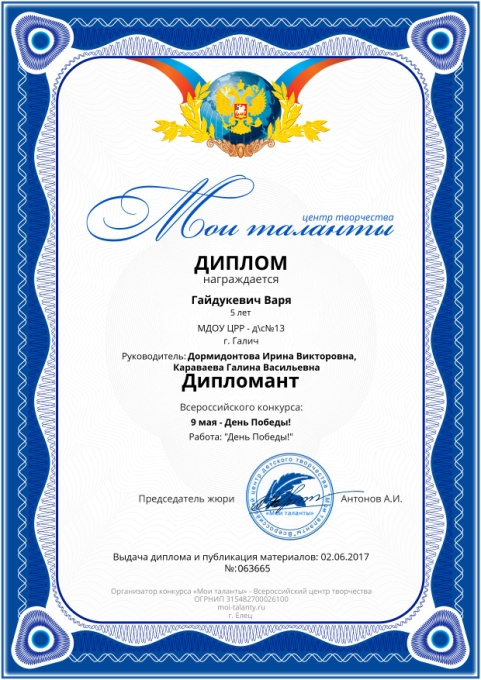 центр творчества
Мои таланты
ДИПЛОМ
награждается
Гайдукевич Варя
5 лет
МДОУ ЦРР - д\с№13
г. Галич
Руководитель: Дормидонтова Ирина Викторовна,
Караваева Галина Васильевна
Дипломант
Всероссийского конкурса:
9 мая - День Победы!
Работа: "День Победы!"
Председатель жюри
«Мои таланты»
Антонов А.И.
Выдача диплома и публикация материалов: 02.06.2017
№:063665
Организатор конкурса «Мои таланты» - Всероссийский центр творчества
ОГРНИП 315482700026100
moi-talanty.ru
г. Елец